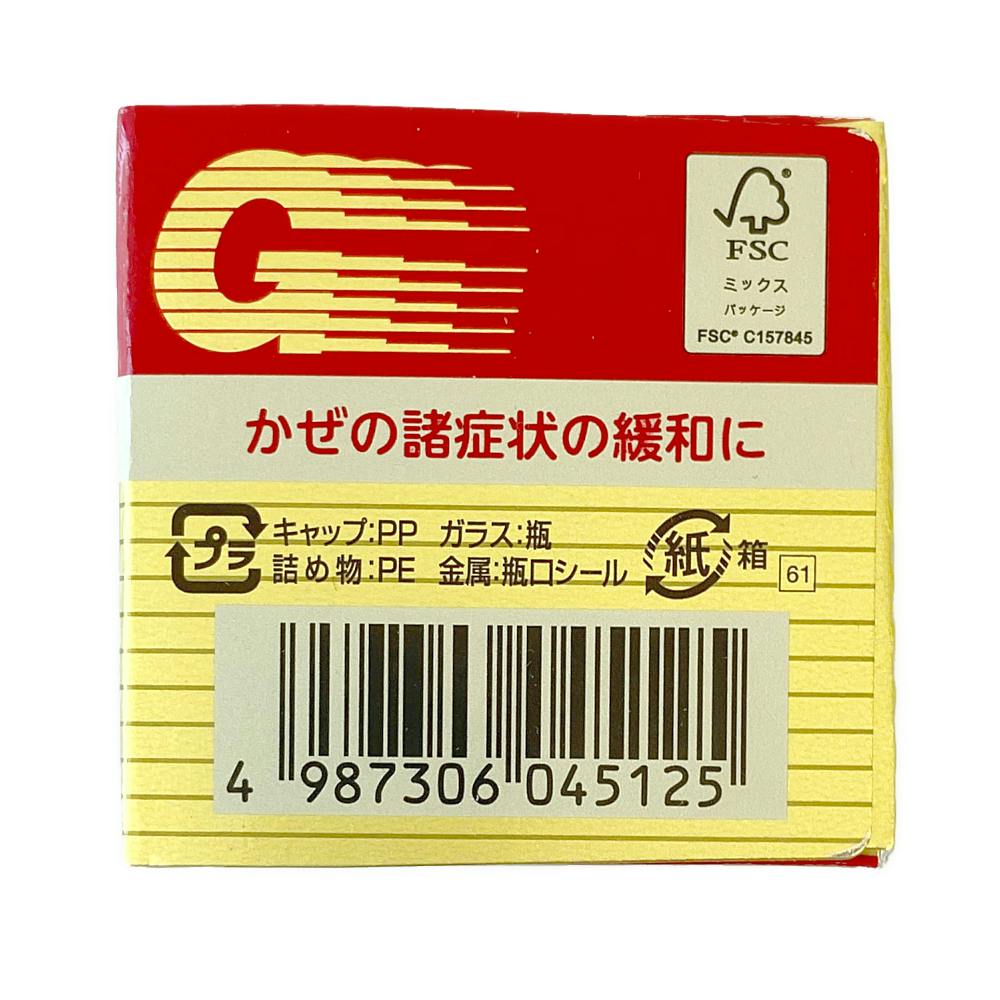 G
FSC®
ミックス
パッケージ
FSC® C157845
かぜの諸症状の緩和に
プラ キャップ:PP ガラス:瓶
詰め物:PE 金属:瓶口シール
紙 箱 61
4 987306 045125